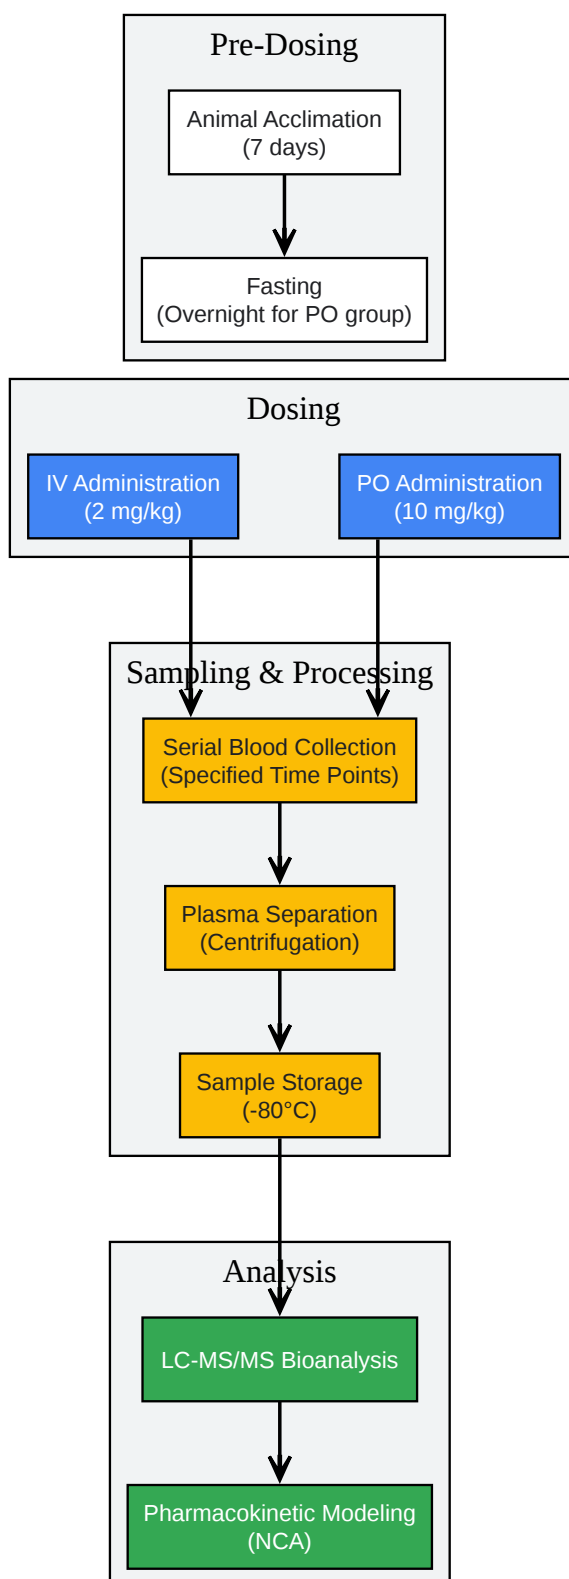 Pre-Dosing
Animal Acclimation
(7 days)
Fasting
(Overnight for PO group)
Dosing
IV Administration
(2 mg/kg)
PO Administration
(10 mg/kg)
Sampling & Processing
Serial Blood Collection
(Specified Time Points)
Plasma Separation
(Centrifugation)
Sample Storage
(-80°C)
Analysis
LC-MS/MS Bioanalysis
Pharmacokinetic Modeling
(NCA)